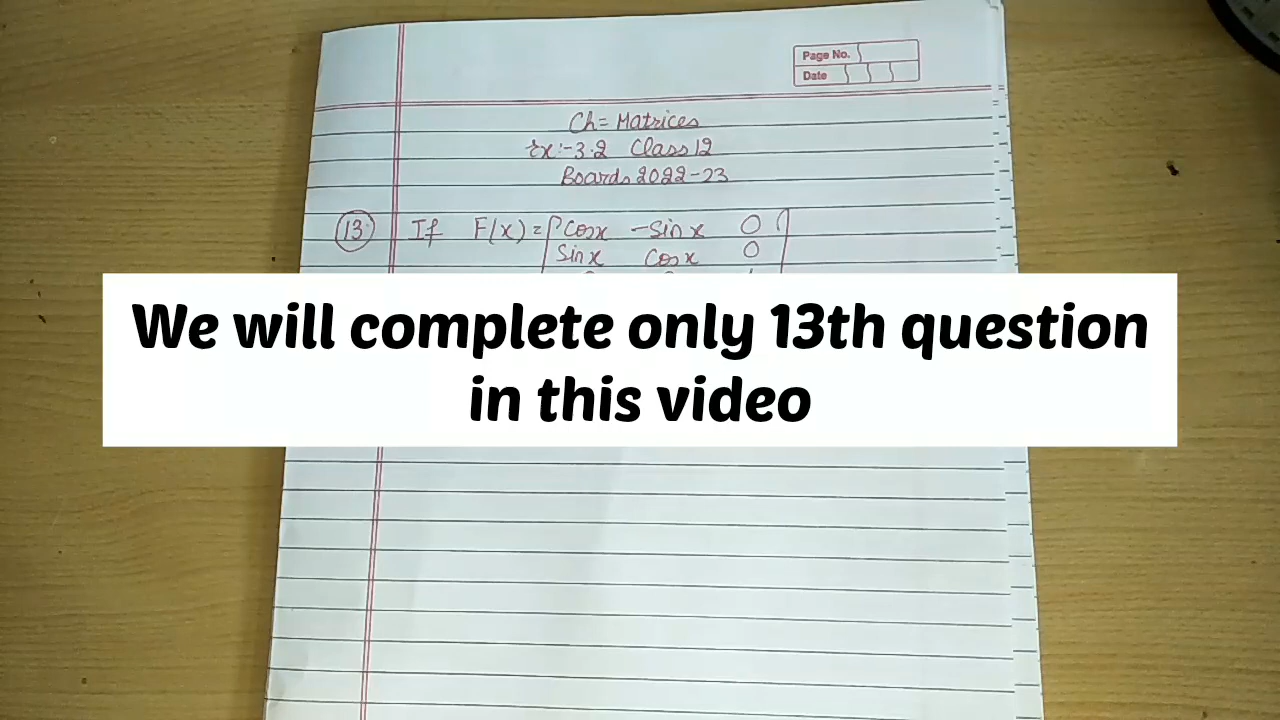 Page No.
Date
Ch = Matrices
Ex:- 3.2 Class 12
Boards 2022-23
13. If F(x) = [ cosx -sinx 0
sinx cosx 0
We will complete only 13th question
in this video